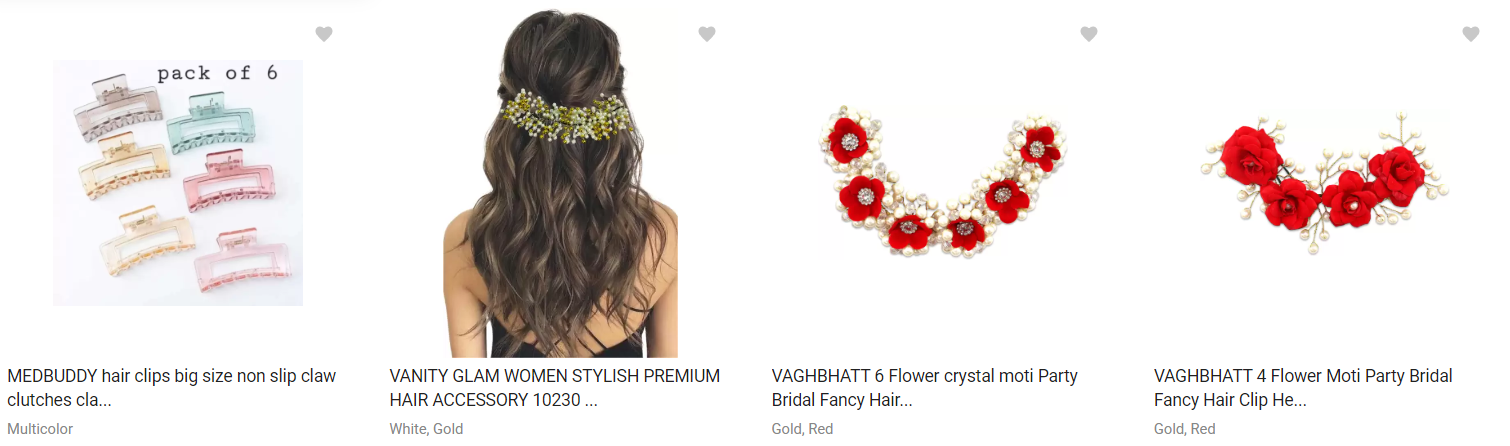 pack of 6
MEDBUDDY hair clips big size non slip claw
clutches cla...
Multicolor
VANITY GLAM WOMEN STYLISH PREMIUM
HAIR ACCESSORY 10230 ...
White, Gold
VAGHBHATT 6 Flower crystal moti Party
Bridal Fancy Hair...
Gold, Red
VAGHBHATT 4 Flower Moti Party Bridal
Fancy Hair Clip He...
Gold, Red